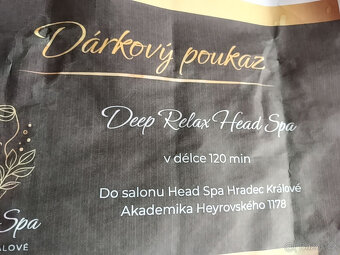 Dárkový poukaz
Deep Relax Head Spa
v délce 120 min
Do salonu Head Spa Hradec Králové
Akademika Heyrovského 1178
Spa
ALOVÉ